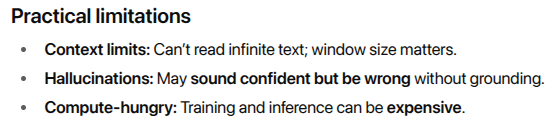 Practical limitations
• Context limits: Can't read infinite text; window size matters.
• Hallucinations: May sound confident but be wrong without grounding.
• Compute-hungry: Training and inference can be expensive.